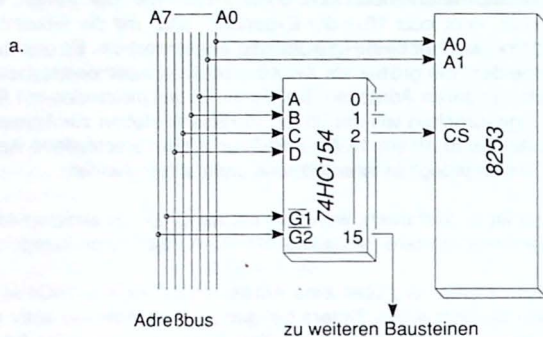 A7 A0
a.
A0
A1
A 0
B 1
C 2
D
CS
74HC154
8253
G1
G2 15
Adreßbus
zu weiteren Bausteinen